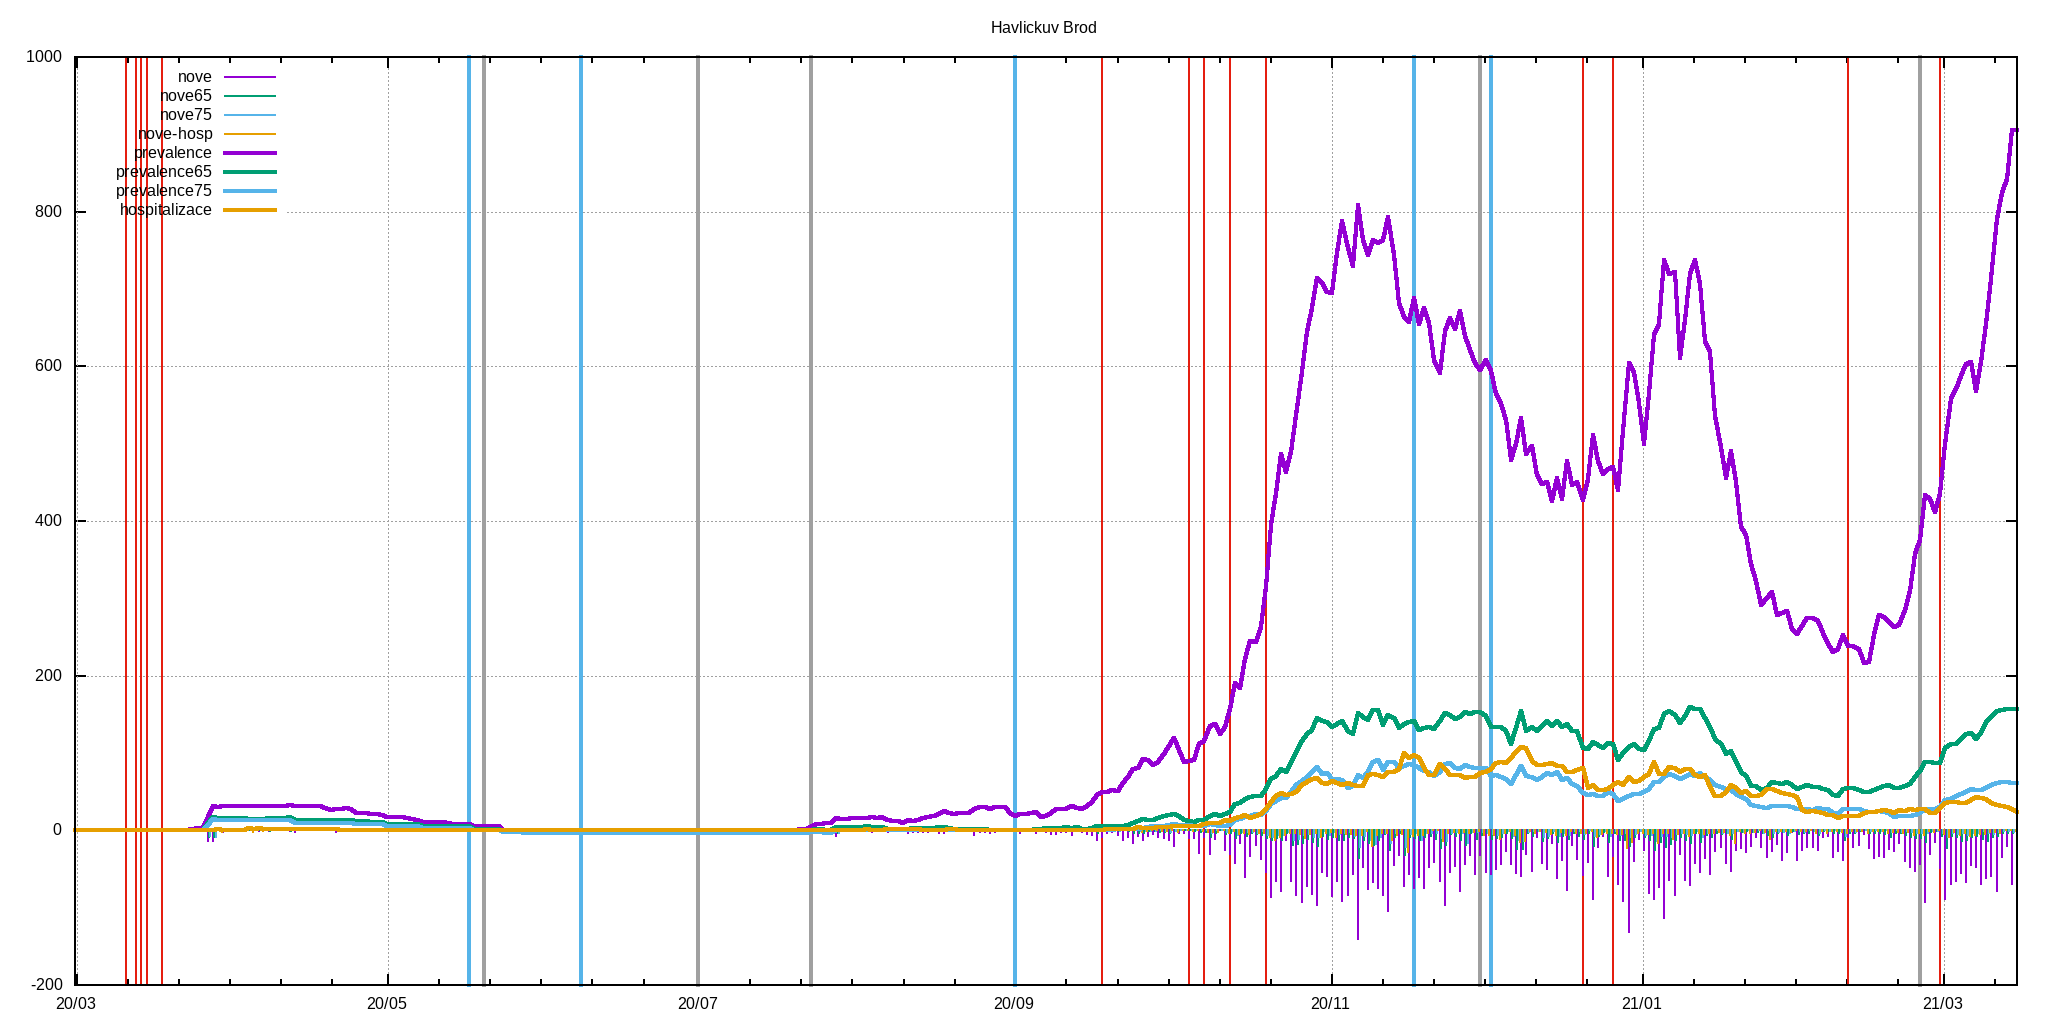 Havlickuv Brod
1000
nove
nove65
nove75
nove-hosp
prevalence
prevalence65
prevalence75
hospitalizace
800
600
400
200
0
-200
20/03 20/05 20/07 20/09 20/11 21/01 21/03